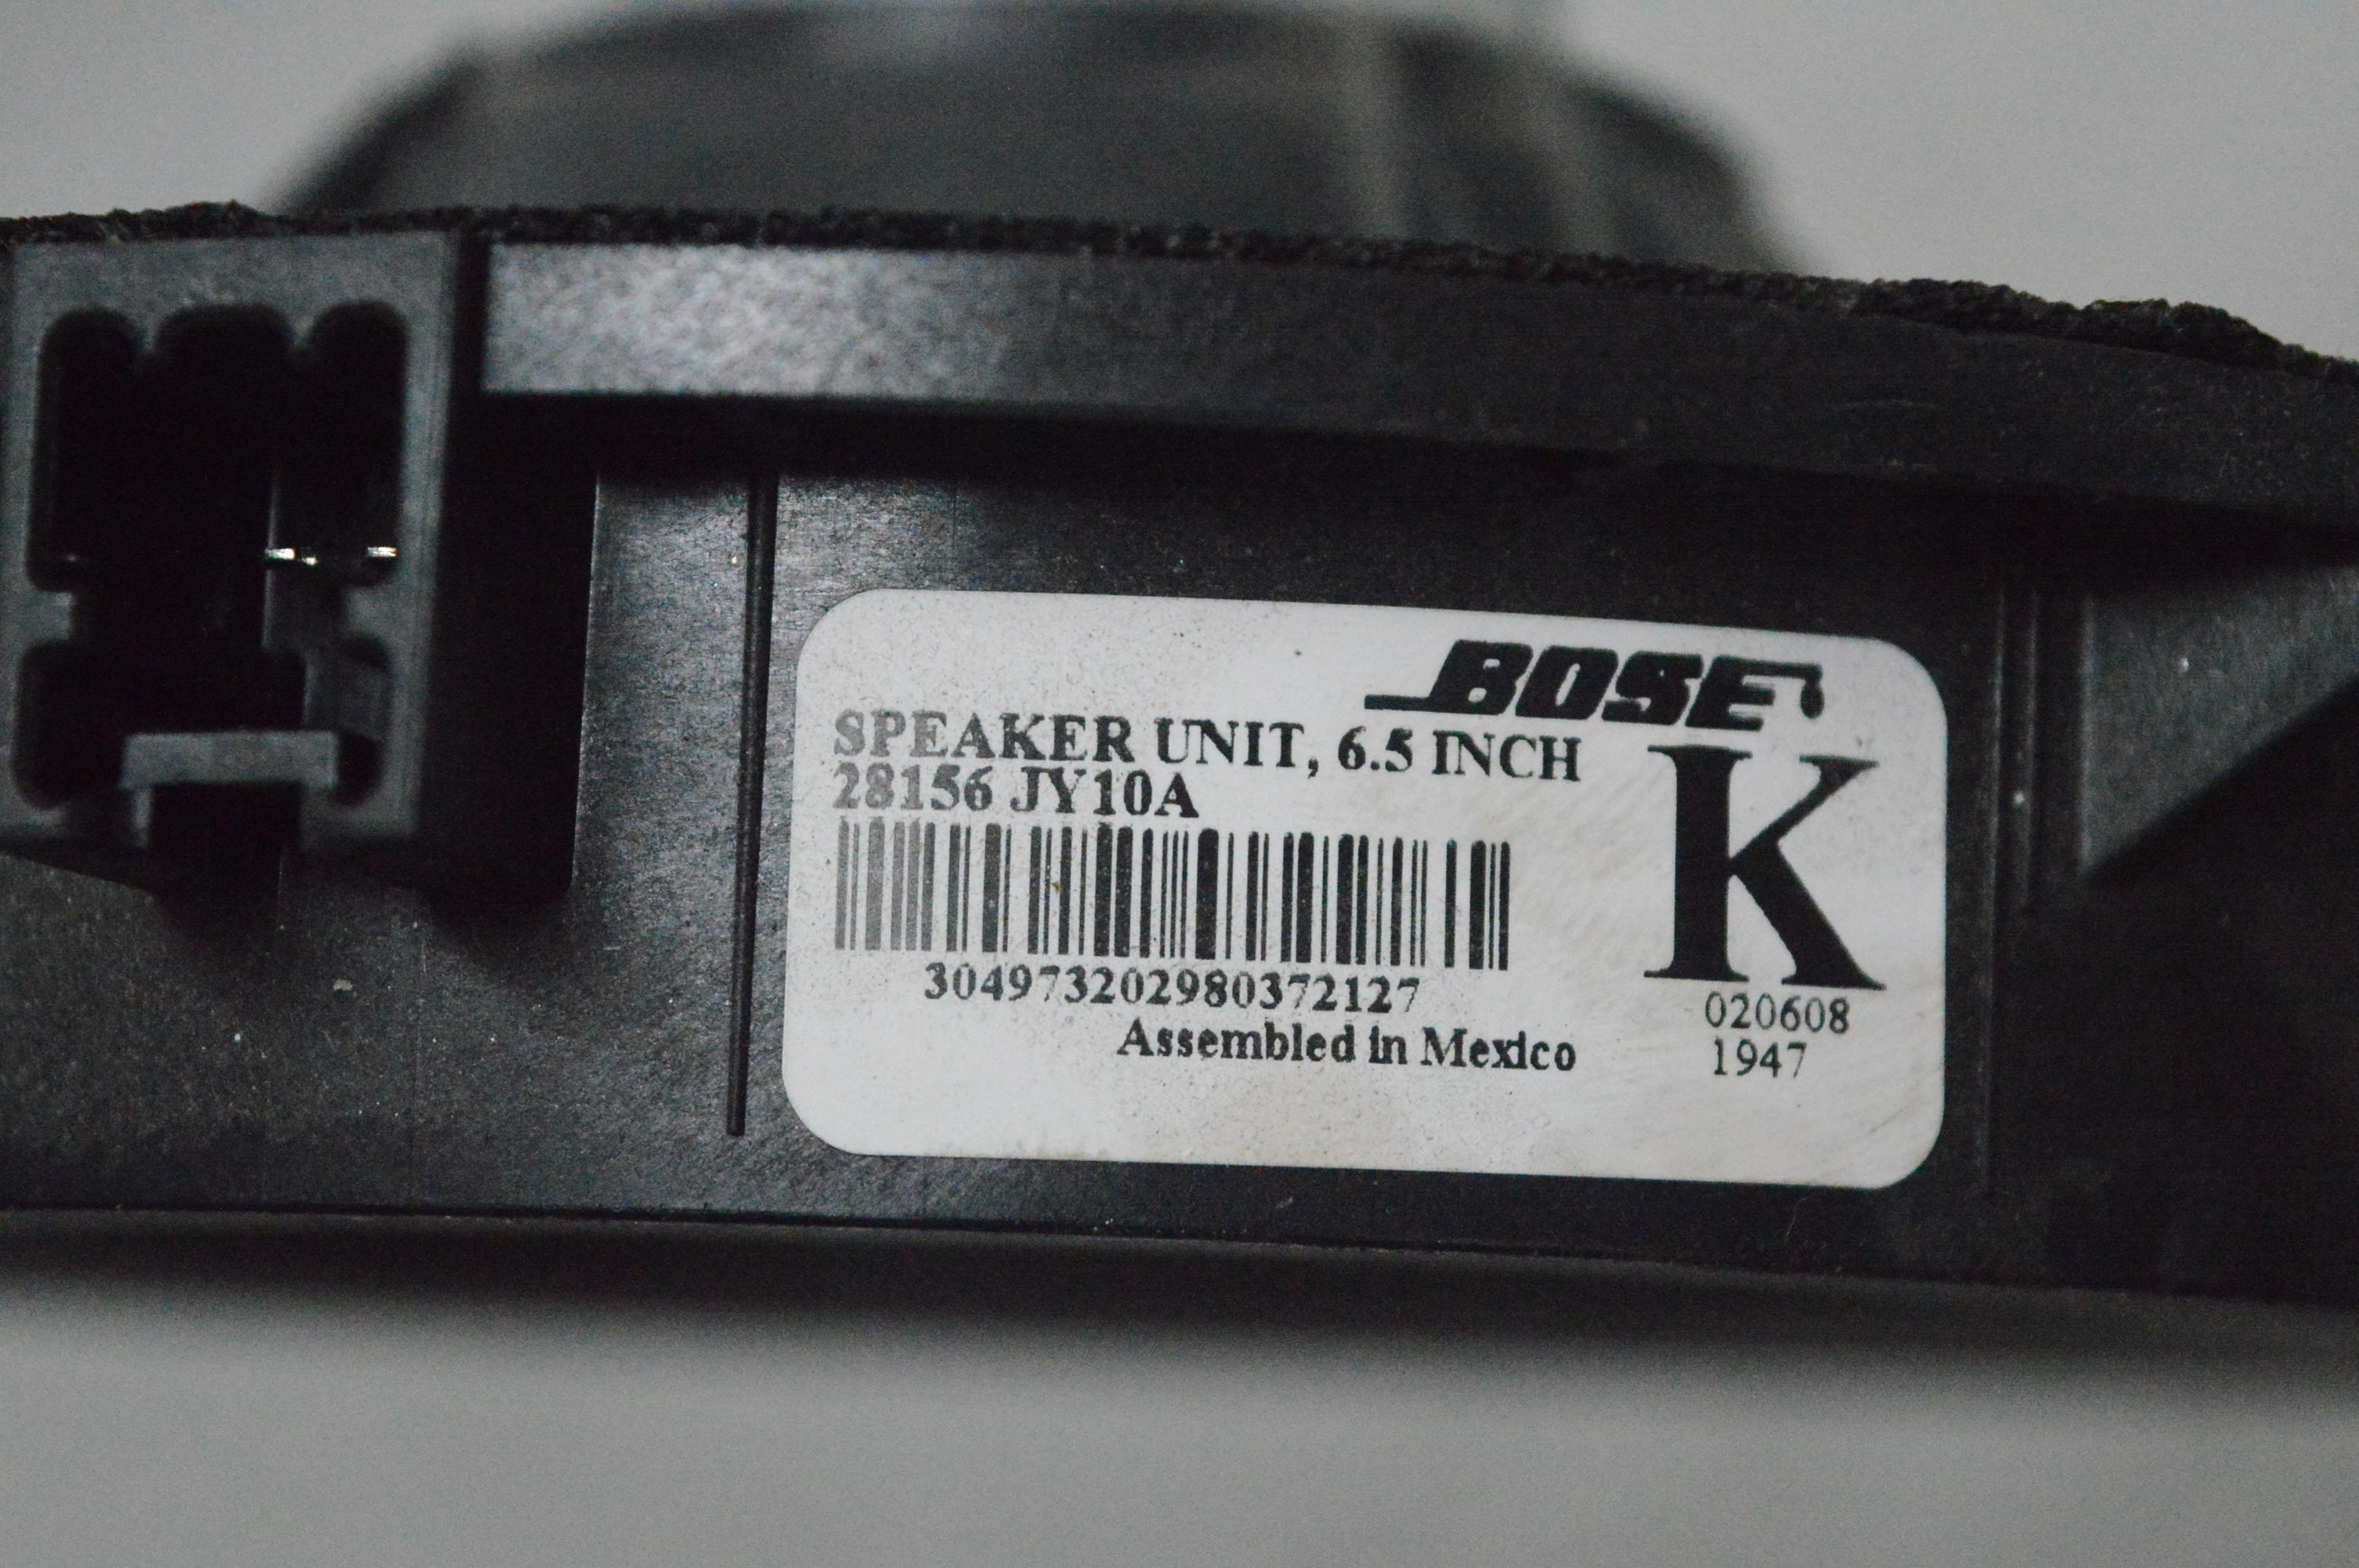 BOSE
SPEAKER UNIT, 6.5 INCH
28156 JY10A
K
304973202980372127
020608
Assembled in Mexico
1947